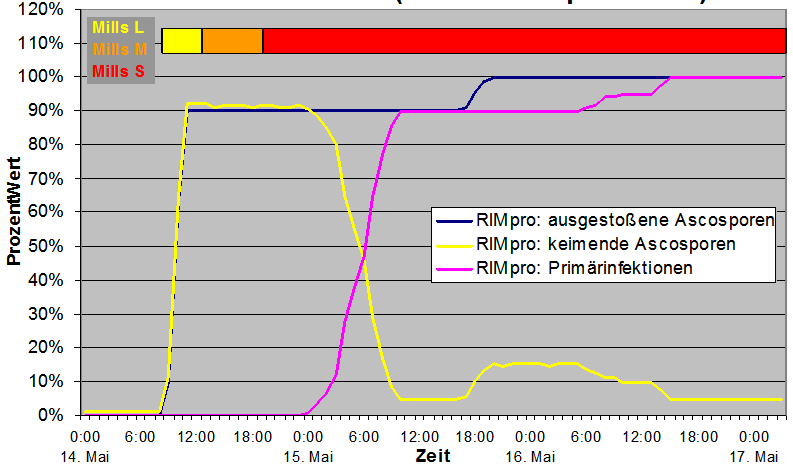 120%
110%
100%
90%
80%
70%
60%
50%
40%
30%
20%
10%
0%
ProzentWert
Mills L
Mills M
Mills S
RIMpro: ausgestoßene Ascosporen
RIMpro: keimende Ascosporen
RIMpro: Primärinfektionen
0:00 6:00 12:00 18:00 0:00 6:00 12:00 18:00 0:00 6:00 12:00 18:00 0:00
14. Mai 15. Mai Zeit 16. Mai 17. Mai